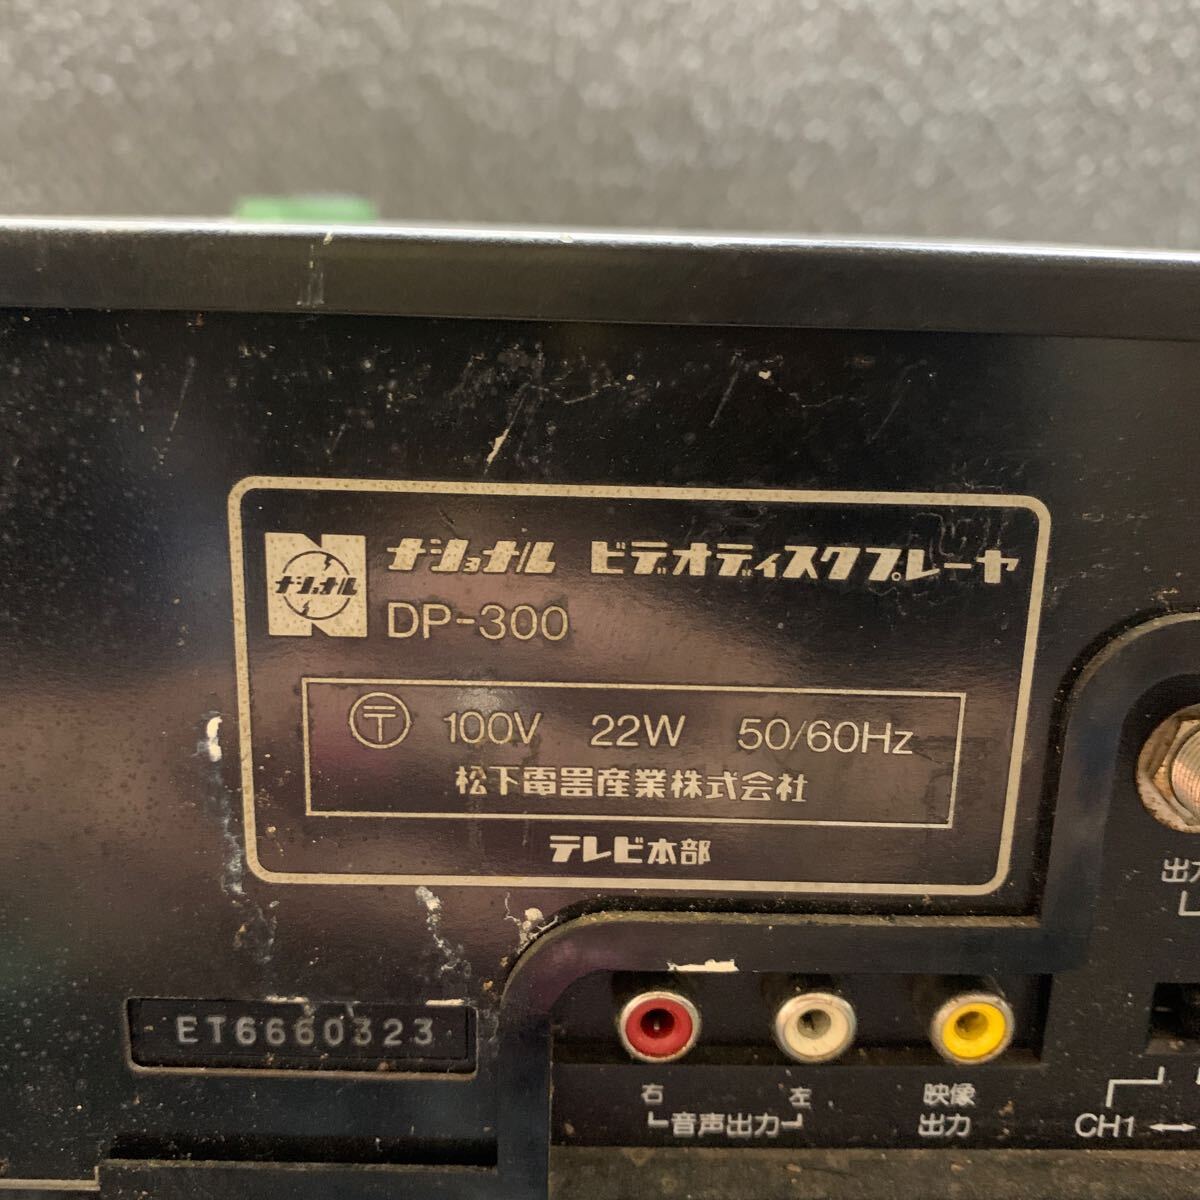 ナショナル
ナショナル ビデオディスクプレーヤ
DP-300
〒 100V 22W 50/60Hz
松下電器産業株式会社
テレビ本部
ET6660323
右 左
音声出力
映像
出力
出力
CH1 ↔